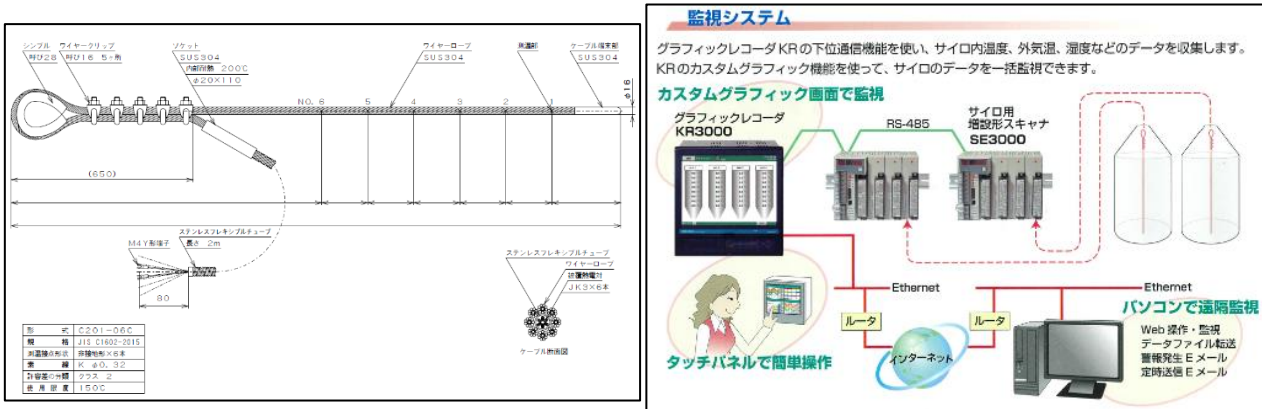 シンブル
呼び28
ワイヤークリップ
呼び16 5ヶ所
ソケット
SUS304
内部耐熱 200℃
φ20×110
ワイヤーロープ
SUS304
測温部
ケーブル端末部
SUS304
φ16
NO. 6 5 4 3 2 1
(650)
ステンレスフレキシブルチューブ
長さ 2m
M4Y形端子
80
ステンレスフレキシブルチューブ
ワイヤーロープ
被覆熱電対
JK3×6本
ケーブル断面図
形 式 C201-06C
規 格 JIS C1602-2015
測温接点形状 非接地形×6本
素 線 K φ0.32
許容差の分類 クラス 2
使用限度 150℃
監視システム
グラフィックレコーダKRの下位通信機能を使い、サイロ内温度、外気温、湿度などのデータを収集します。
KRのカスタムグラフィック機能を使って、サイロのデータを一括監視できます。
カスタムグラフィック画面で監視
グラフィックレコーダ
KR3000
RS-485
サイロ用
増設形スキャナ
SE3000
Ethernet
Ethernet
ルータ
ルータ
インターネット
タッチパネルで簡単操作
パソコンで遠隔監視
Web 操作・監視
データファイル転送
警報発生Eメール
定時送信Eメール